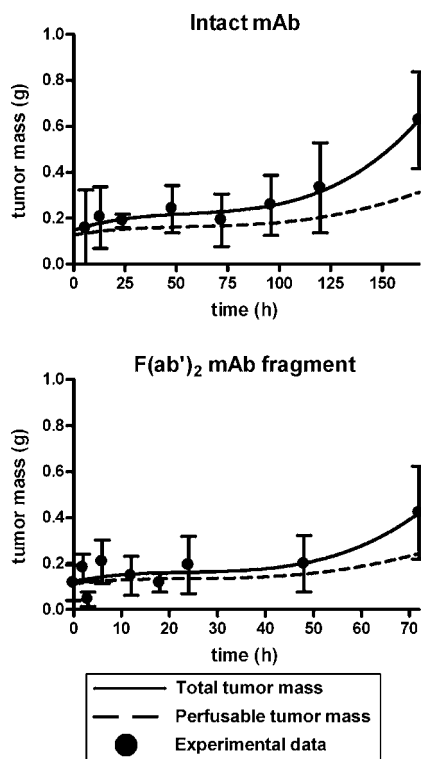 Intact mAb
tumor mass (g)
1.0
0.8
0.6
0.4
0.2
0.0
0 25 50 75 100 125 150
time (h)
F(ab')2 mAb fragment
tumor mass (g)
1.0
0.8
0.6
0.4
0.2
0.0
0 10 20 30 40 50 60 70
time (h)
Total tumor mass
Perfusable tumor mass
Experimental data